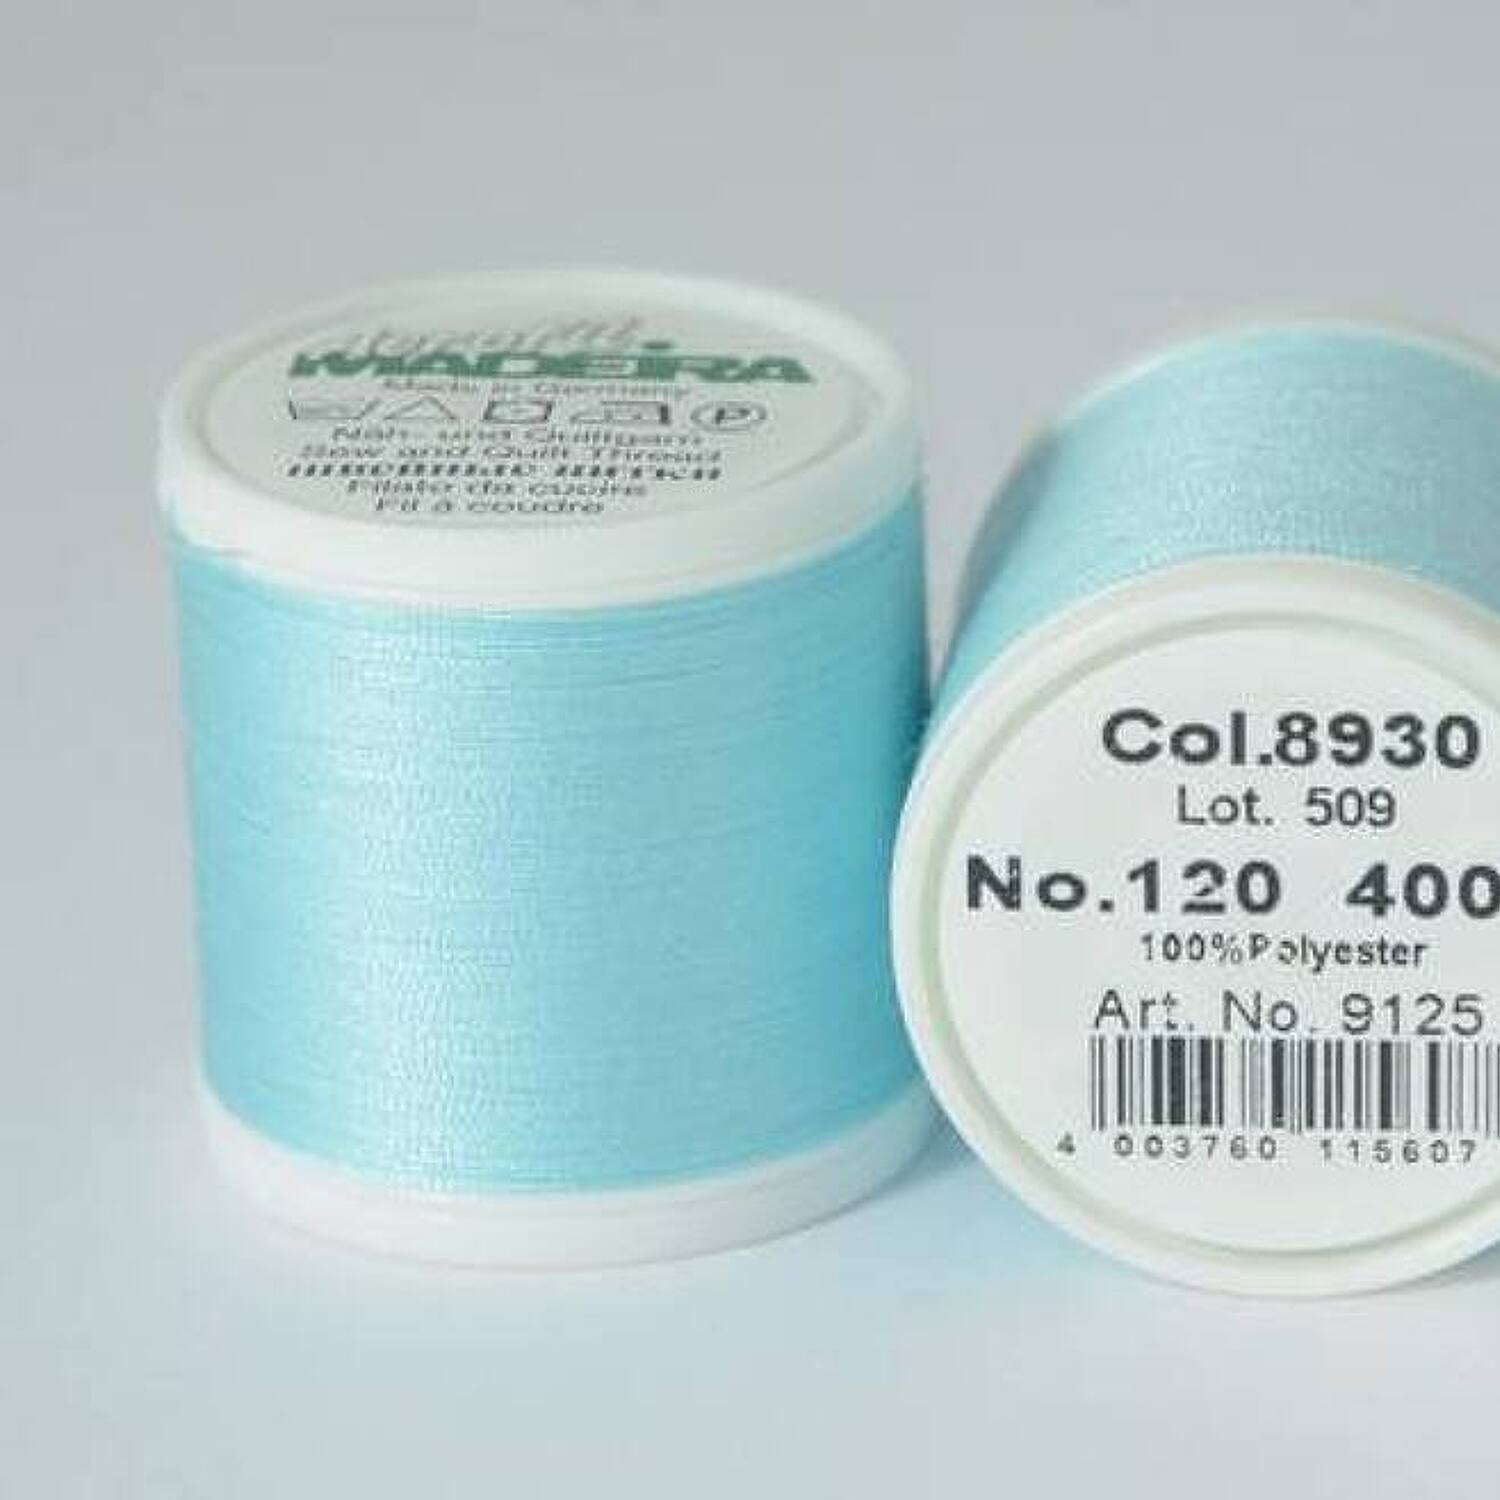 MADEIRA
Made in Germany
Näh- und Quiltgarn
Sew and Quilt Thread
Filato da cucire
Fil à coudre
Col.8930
Lot. 509
No.120 400
100%Polyester
Art. No. 9125
4 003760 115607